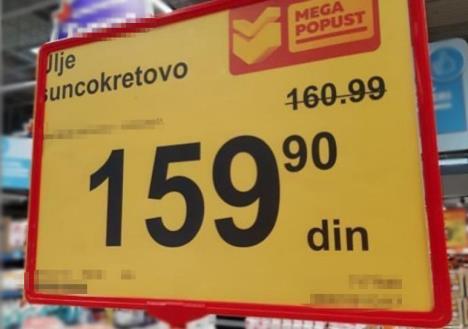 MEGA
POPUST
Ulje
suncokretovo
160.99
159 90
din